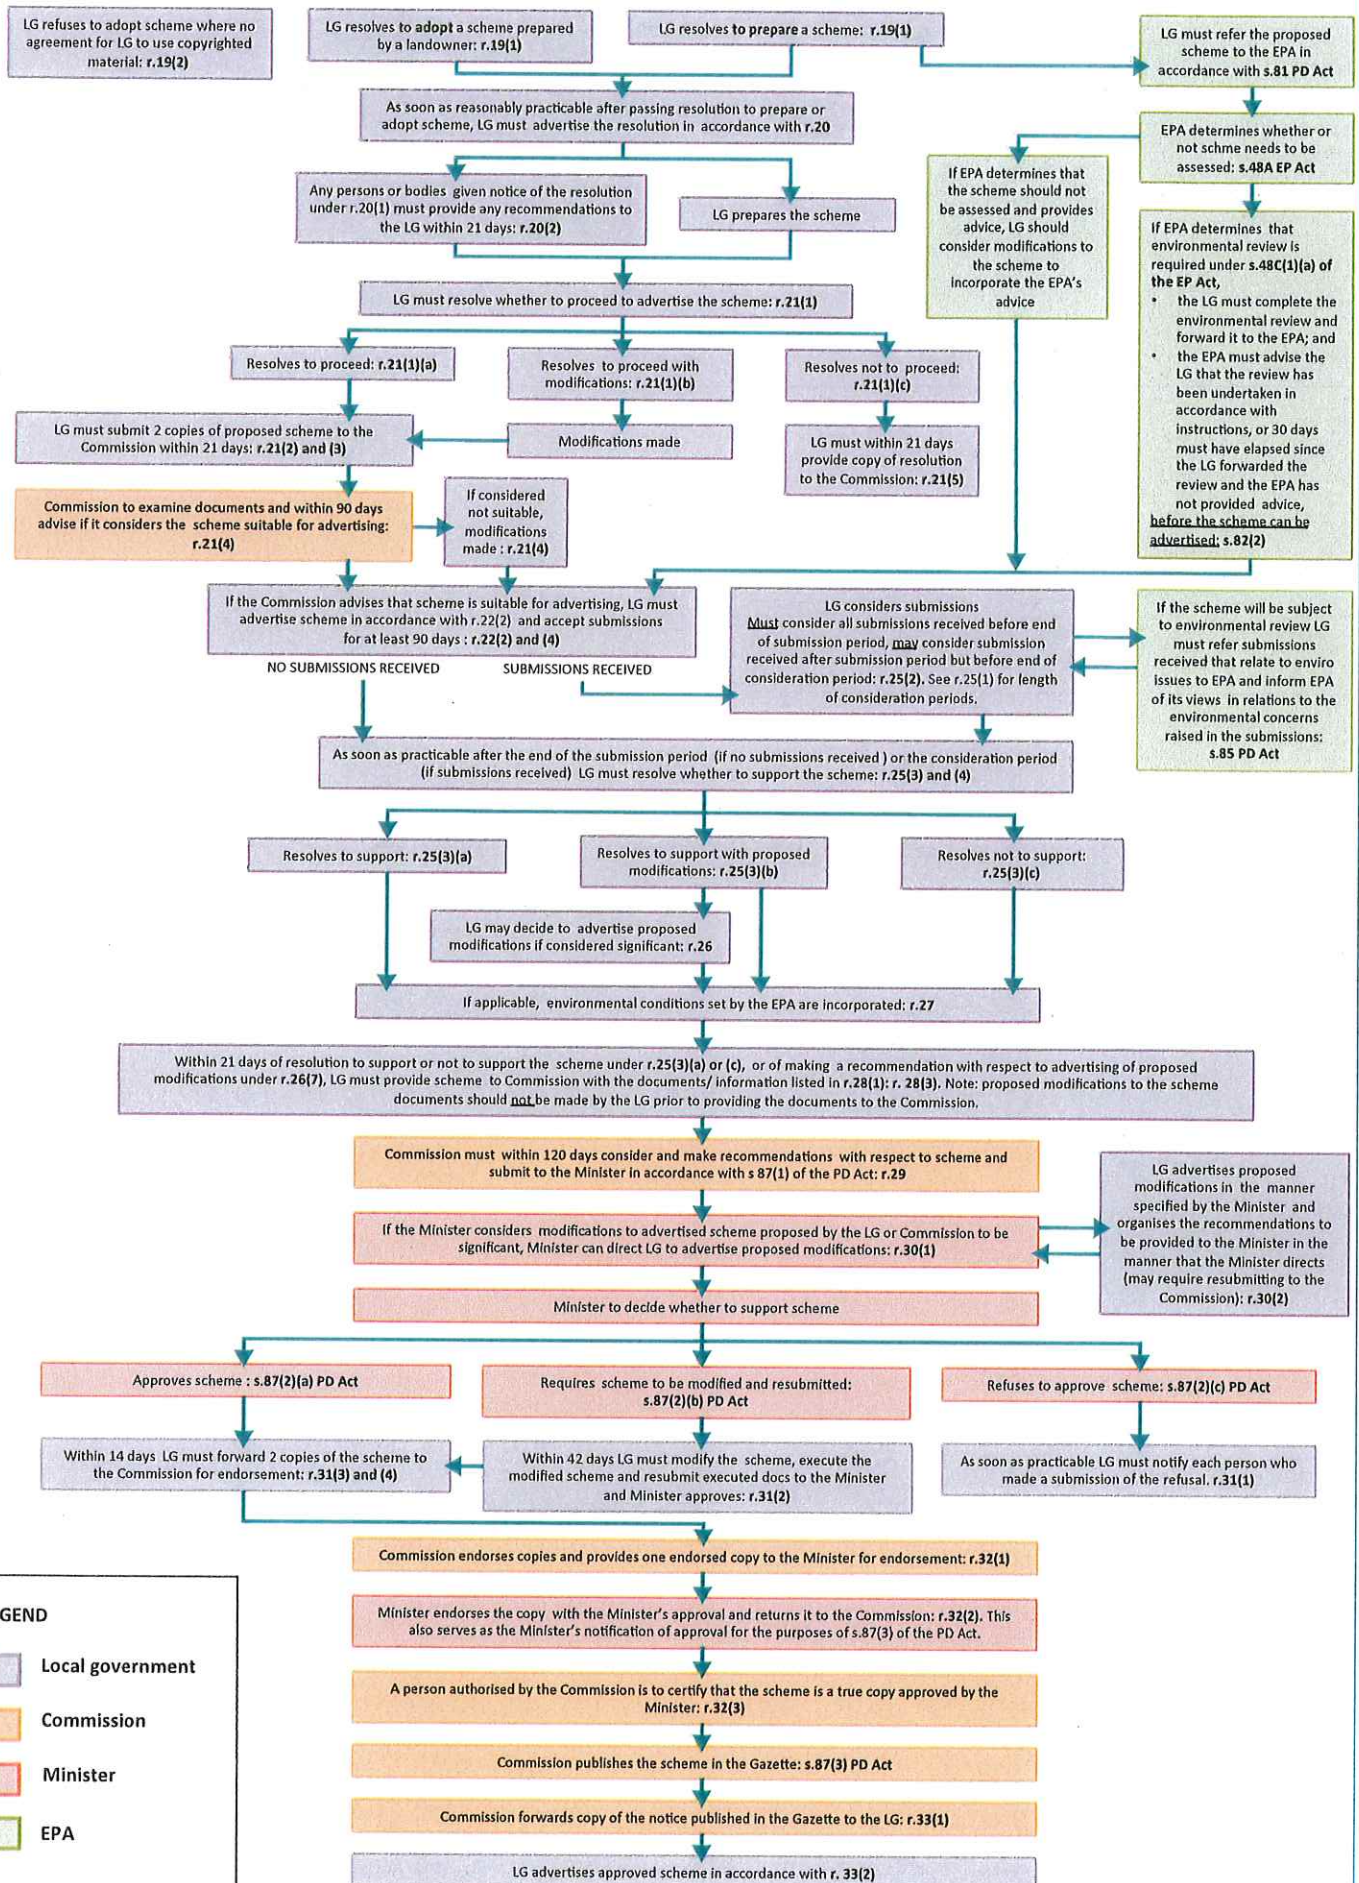 LG refuses to adopt scheme where no
agreement for LG to use copyrighted
material: r.19(2)
LG resolves to adopt a scheme prepared
by a landowner: r.19(1)
LG resolves to prepare a scheme: r.19(1)
LG must refer the proposed
scheme to the EPA in
accordance with s.81 PD Act
As soon as reasonably practicable after passing resolution to prepare or
adopt scheme, LG must advertise the resolution in accordance with r.20
EPA determines whether or
not schme needs to be
assessed: s.48A EP Act
If EPA determines that
the scheme should not
be assessed and provides
advice, LG should
consider modifications to
the scheme to
incorporate the EPA's
advice
Any persons or bodies given notice of the resolution
under r.20(1) must provide any recommendations to
the LG within 21 days: r.20(2)
LG prepares the scheme
If EPA determines that
environmental review is
required under s.48C(1)(a) of
the EP Act,
• the LG must complete the
environmental review and
forward it to the EPA; and
• the EPA must advise the
LG that the review has
been undertaken in
accordance with
instructions, or 30 days
must have elapsed since
the LG forwarded the
review and the EPA has
not provided advice,
before the scheme can be
advertised: s.82(2)
LG must resolve whether to proceed to advertise the scheme: r.21(1)
Resolves to proceed: r.21(1)(a)
Resolves to proceed with
modifications: r.21(1)(b)
Resolves not to proceed:
r.21(1)(c)
LG must submit 2 copies of proposed scheme to the
Commission within 21 days: r.21(2) and (3)
Modifications made
LG must within 21 days
provide copy of resolution
to the Commission: r.21(5)
Commission to examine documents and within 90 days
advise if it considers the scheme suitable for advertising:
r.21(4)
If considered
not suitable,
modifications
made : r.21(4)
If the Commission advises that scheme is suitable for advertising, LG must
advertise scheme in accordance with r.22(2) and accept submissions
for at least 90 days : r.22(2) and (4)
LG considers submissions
Must consider all submissions received before end
of submission period, may consider submission
received after submission period but before end of
consideration period: r.25(2). See r.25(1) for length
of consideration periods.
If the scheme will be subject
to environmental review LG
must refer submissions
received that relate to enviro
issues to EPA and inform EPA
of its views in relations to the
environmental concerns
raised in the submissions:
s.85 PD Act
NO SUBMISSIONS RECEIVED
SUBMISSIONS RECEIVED
As soon as practicable after the end of the submission period (if no submissions received ) or the consideration period
(if submissions received) LG must resolve whether to support the scheme: r.25(3) and (4)
Resolves to support: r.25(3)(a)
Resolves to support with proposed
modifications: r.25(3)(b)
Resolves not to support:
r.25(3)(c)
LG may decide to advertise proposed
modifications if considered significant: r.26
If applicable, environmental conditions set by the EPA are incorporated: r.27
Within 21 days of resolution to support or not to support the scheme under r.25(3)(a) or (c), or of making a recommendation with respect to advertising of proposed
modifications under r.26(7), LG must provide scheme to Commission with the documents/ information listed in r.28(1): r. 28(3). Note: proposed modifications to the scheme
documents should not be made by the LG prior to providing the documents to the Commission.
Commission must within 120 days consider and make recommendations with respect to scheme and
submit to the Minister in accordance with s 87(1) of the PD Act: r.29
If the Minister considers modifications to advertised scheme proposed by the LG or Commission to be
significant, Minister can direct LG to advertise proposed modifications: r.30(1)
LG advertises proposed
modifications in the manner
specified by the Minister and
organises the recommendations to
be provided to the Minister in the
manner that the Minister directs
(may require resubmitting to the
Commission): r.30(2)
Minister to decide whether to support scheme
Approves scheme : s.87(2)(a) PD Act
Requires scheme to be modified and resubmitted:
s.87(2)(b) PD Act
Refuses to approve scheme: s.87(2)(c) PD Act
Within 14 days LG must forward 2 copies of the scheme to
the Commission for endorsement: r.31(3) and (4)
Within 42 days LG must modify the scheme, execute the
modified scheme and resubmit executed docs to the Minister
and Minister approves: r.31(2)
As soon as practicable LG must notify each person who
made a submission of the refusal. r.31(1)
Commission endorses copies and provides one endorsed copy to the Minister for endorsement: r.32(1)
Minister endorses the copy with the Minister's approval and returns it to the Commission: r.32(2). This
also serves as the Minister's notification of approval for the purposes of s.87(3) of the PD Act.
A person authorised by the Commission is to certify that the scheme is a true copy approved by the
Minister: r.32(3)
Commission publishes the scheme in the Gazette: s.87(3) PD Act
Commission forwards copy of the notice published in the Gazette to the LG: r.33(1)
LG advertises approved scheme in accordance with r. 33(2)
GEND
Local government
Commission
Minister
EPA